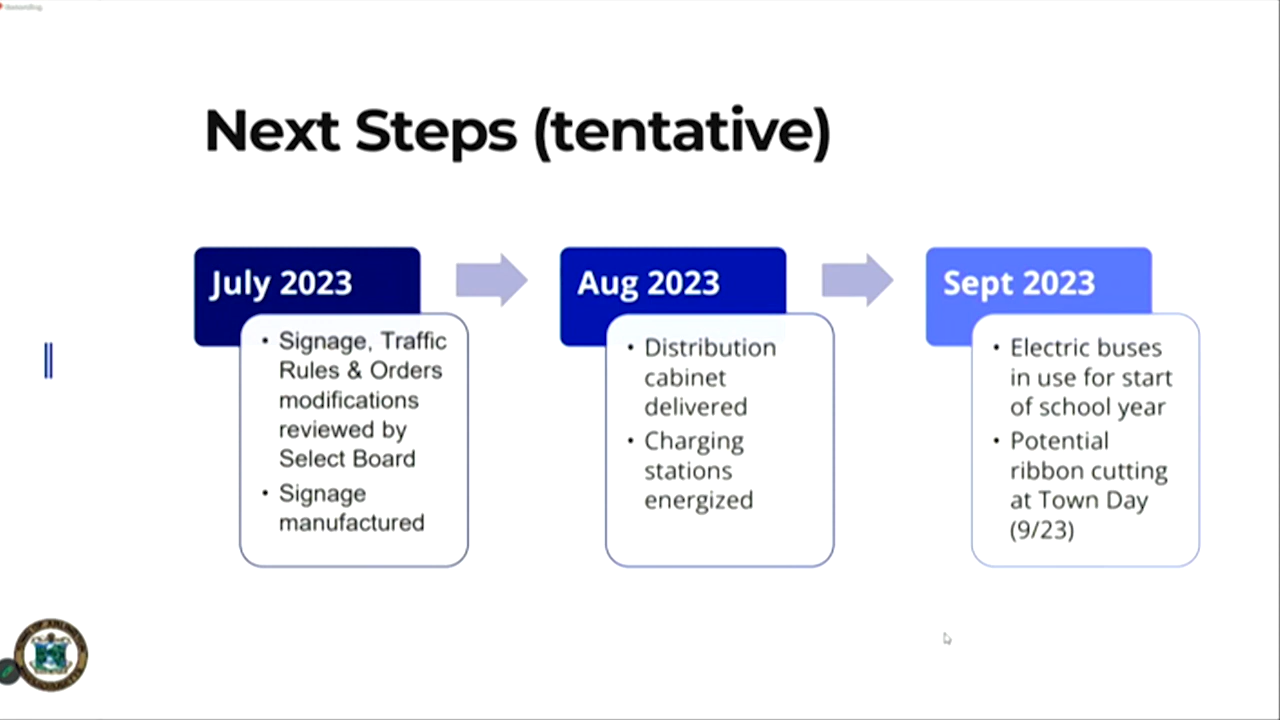 Next Steps (tentative)
July 2023
• Signage, Traffic
Rules & Orders
modifications
reviewed by
Select Board
• Signage
manufactured
Aug 2023
• Distribution
cabinet
delivered
• Charging
stations
energized
Sept 2023
• Electric buses
in use for start
of school year
• Potential
ribbon cutting
at Town Day
(9/23)